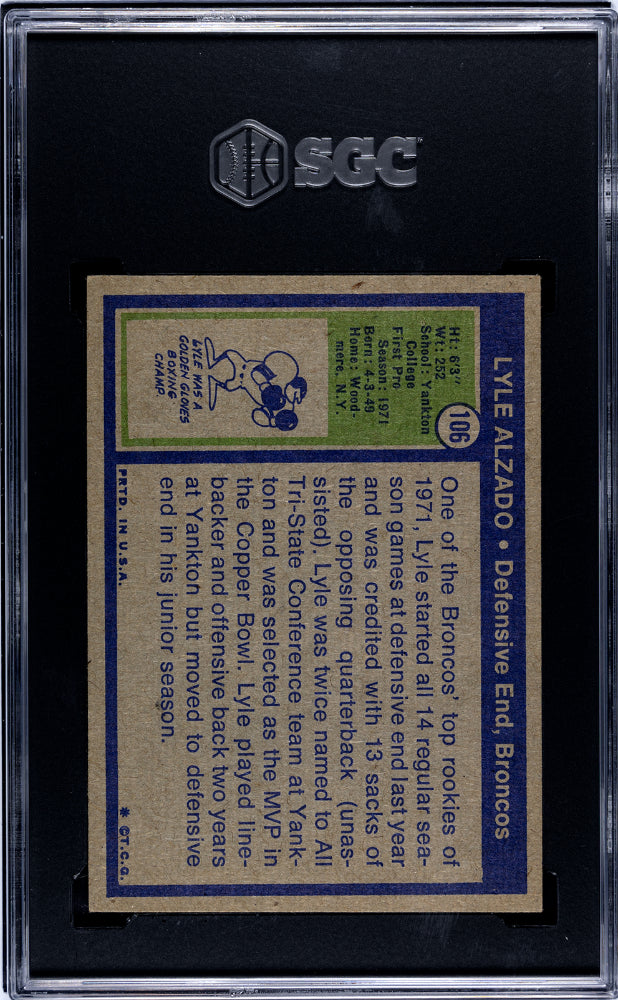 SGC
LYLE ALZADO • Defensive End, Broncos
106
Ht: 6'3"
Wt: 252
School: Yankton
College
First Pro
Season: 1971
Born: 4-3-49
Home: Wood-
mere, N.Y.
LYLE WAS A
GOLDEN GLOVES
BOXING
CHAMP.
One of the Broncos' top rookies of
1971, Lyle started all 14 regular sea-
son games at defensive end last year
and was credited with 13 sacks of
the opposing quarterback (unas-
sisted). Lyle was twice named to All
Tri-State Conference team at Yank-
ton and was selected as the MVP in
the Copper Bowl. Lyle played line-
backer and offensive back two years
at Yankton but moved to defensive
end in his junior season.
PRTD. IN U.S.A.
* ©T.C.G.